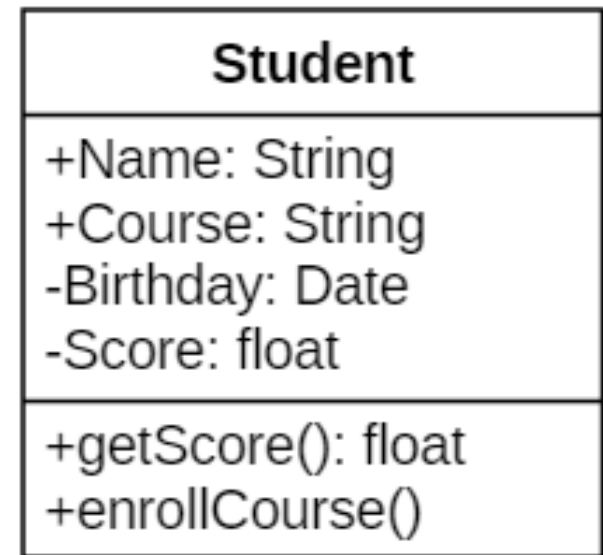 Student
+Name: String
+Course: String
-Birthday: Date
-Score: float
+getScore(): float
+enrollCourse()